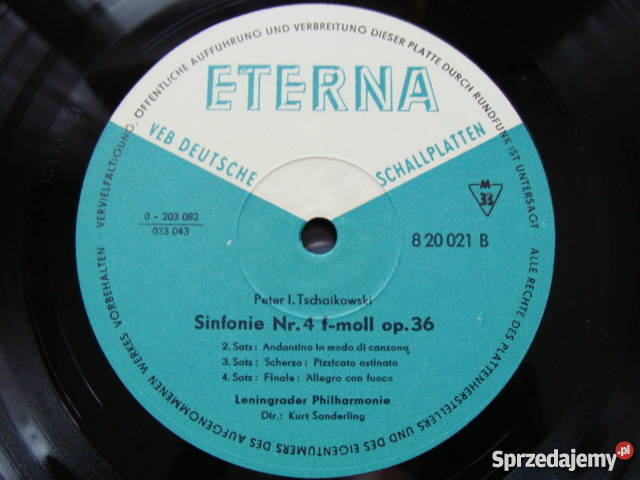 VERVIELFÄLTIGUNG, ÖFFENTLICHE AUFFÜHRUNG UND VERBREITUNG DIESER PLATTE DURCH RUNDFUNK IST UNTERSAGT
ETERNA
VEB DEUTSCHE SCHALLPLATTEN
M
33
0 - 203 082
033 043
8 20 021 B
Peter I. Tschaikowski
Sinfonie Nr. 4 f-moll op. 36
2. Satz: Andantino in modo di canzona
3. Satz: Scherzo: Pizzicato ostinato
4. Satz: Finale: Allegro con fuoco
Leningrader Philharmonie
Dir.: Kurt Sanderling
ALLE RECHTE DES PLATTENHERSTELLERS UND DES EIGENTUMERS DES AUFGENOMMENEN WERKES VORBEHALTEN -
Sprzedajemy.pl